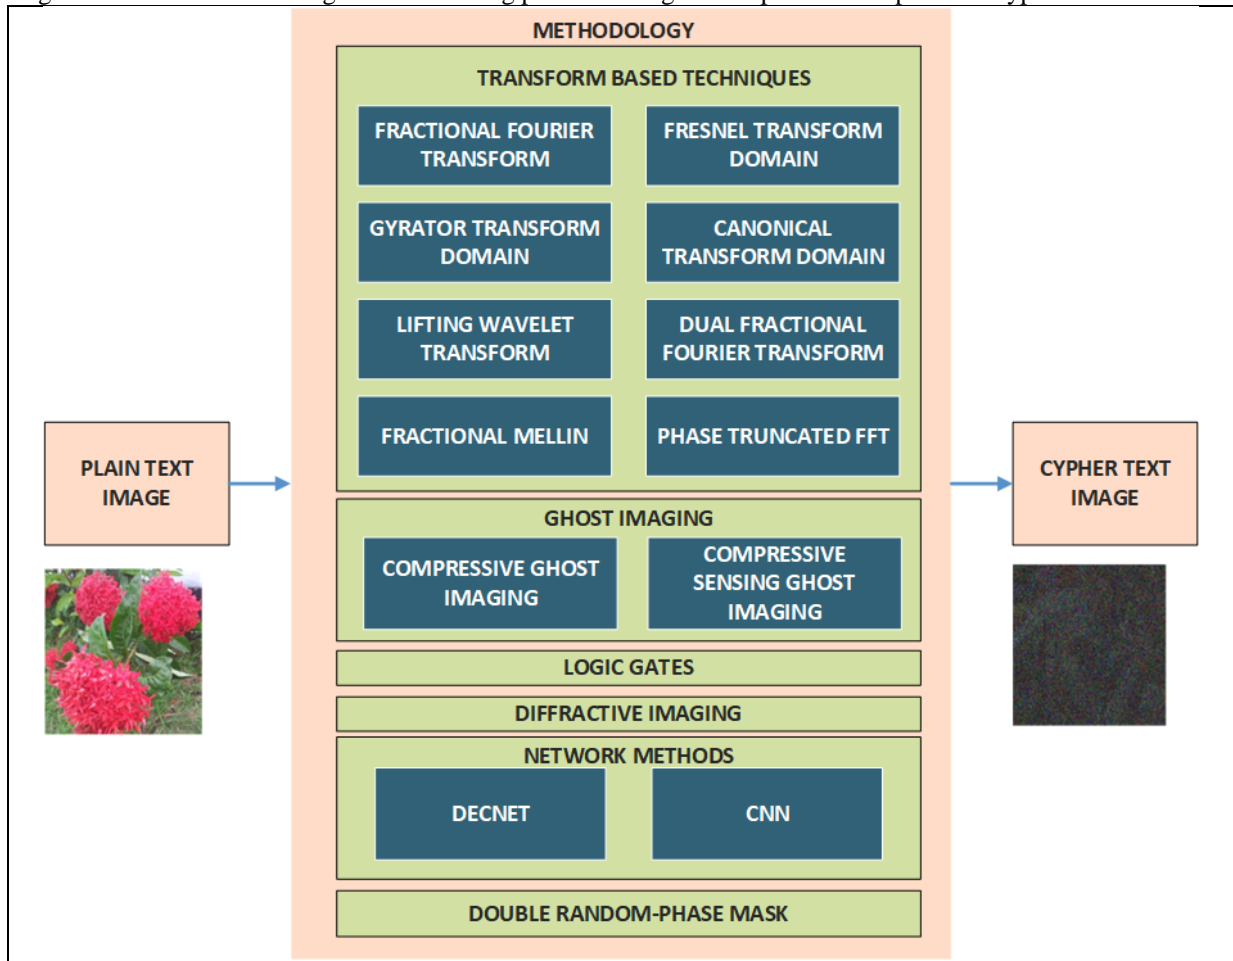 METHODOLOGY
TRANSFORM BASED TECHNIQUES
FRACTIONAL FOURIER
TRANSFORM
FRESNEL TRANSFORM
DOMAIN
GYRATOR TRANSFORM
DOMAIN
CANONICAL
TRANSFORM DOMAIN
LIFTING WAVELET
TRANSFORM
DUAL FRACTIONAL
FOURIER TRANSFORM
FRACTIONAL MELLIN
PHASE TRUNCATED FFT
PLAIN TEXT
IMAGE
CYPHER TEXT
IMAGE
GHOST IMAGING
COMPRESSIVE GHOST
IMAGING
COMPRESSIVE
SENSING GHOST
IMAGING
LOGIC GATES
DIFFRACTIVE IMAGING
NETWORK METHODS
DECNET
CNN
DOUBLE RANDOM-PHASE MASK